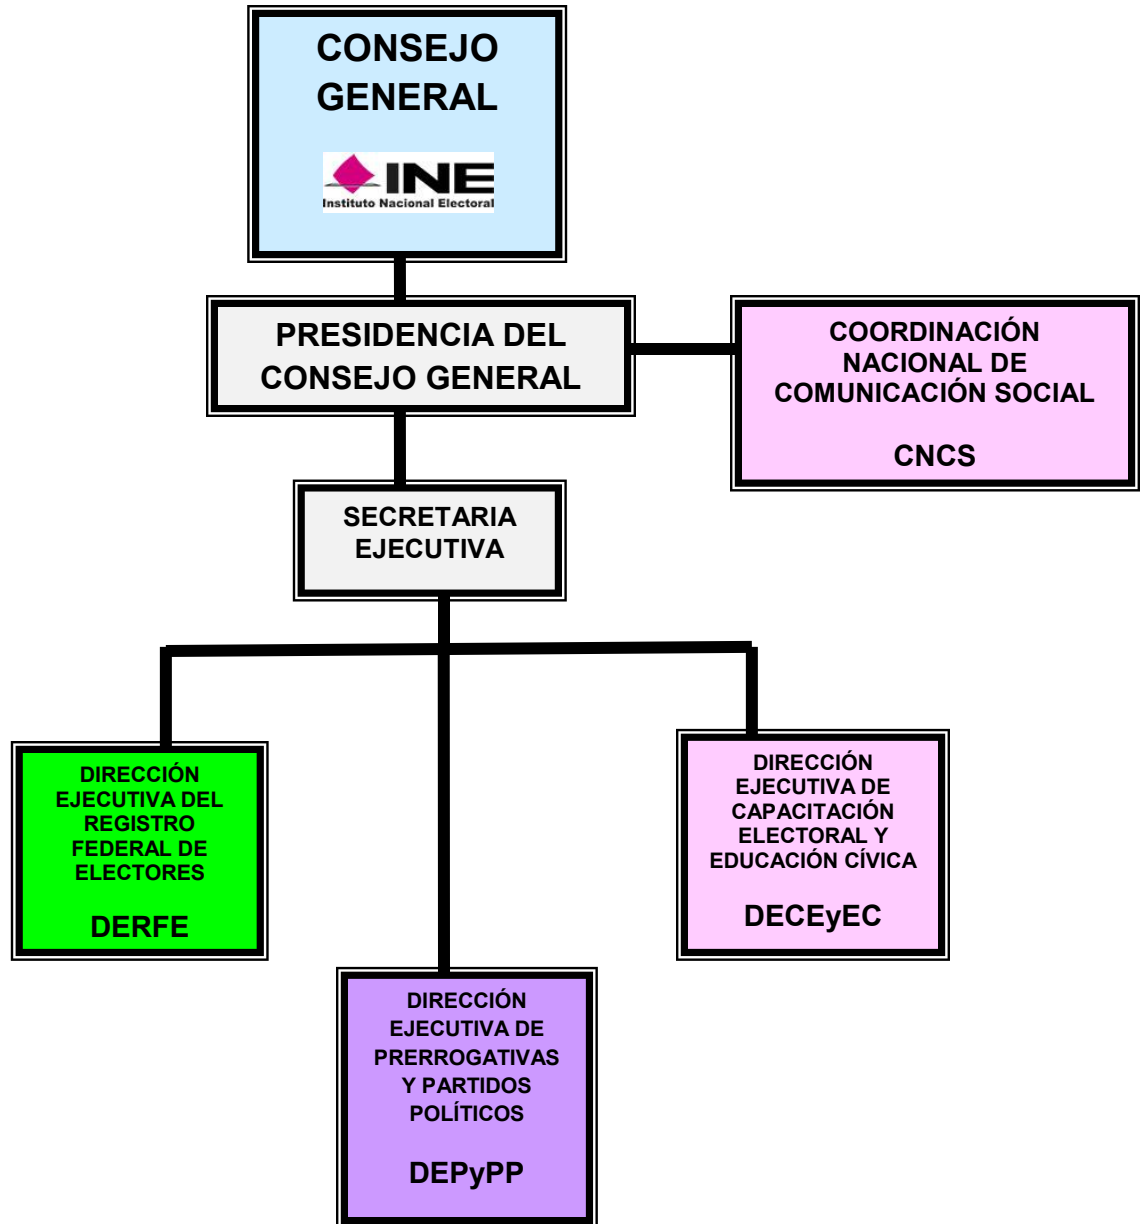 CONSEJO
GENERAL
INE
Instituto Nacional Electoral
PRESIDENCIA DEL
CONSEJO GENERAL
COORDINACIÓN
NACIONAL DE
COMUNICACIÓN SOCIAL
CNCS
SECRETARIA
EJECUTIVA
DIRECCIÓN
EJECUTIVA DEL
REGISTRO
FEDERAL DE
ELECTORES
DERFE
DIRECCIÓN
EJECUTIVA DE
PRERROGATIVAS
Y PARTIDOS
POLÍTICOS
DEPyPP
DIRECCIÓN
EJECUTIVA DE
CAPACITACIÓN
ELECTORAL Y
EDUCACIÓN CÍVICA
DECEyEC